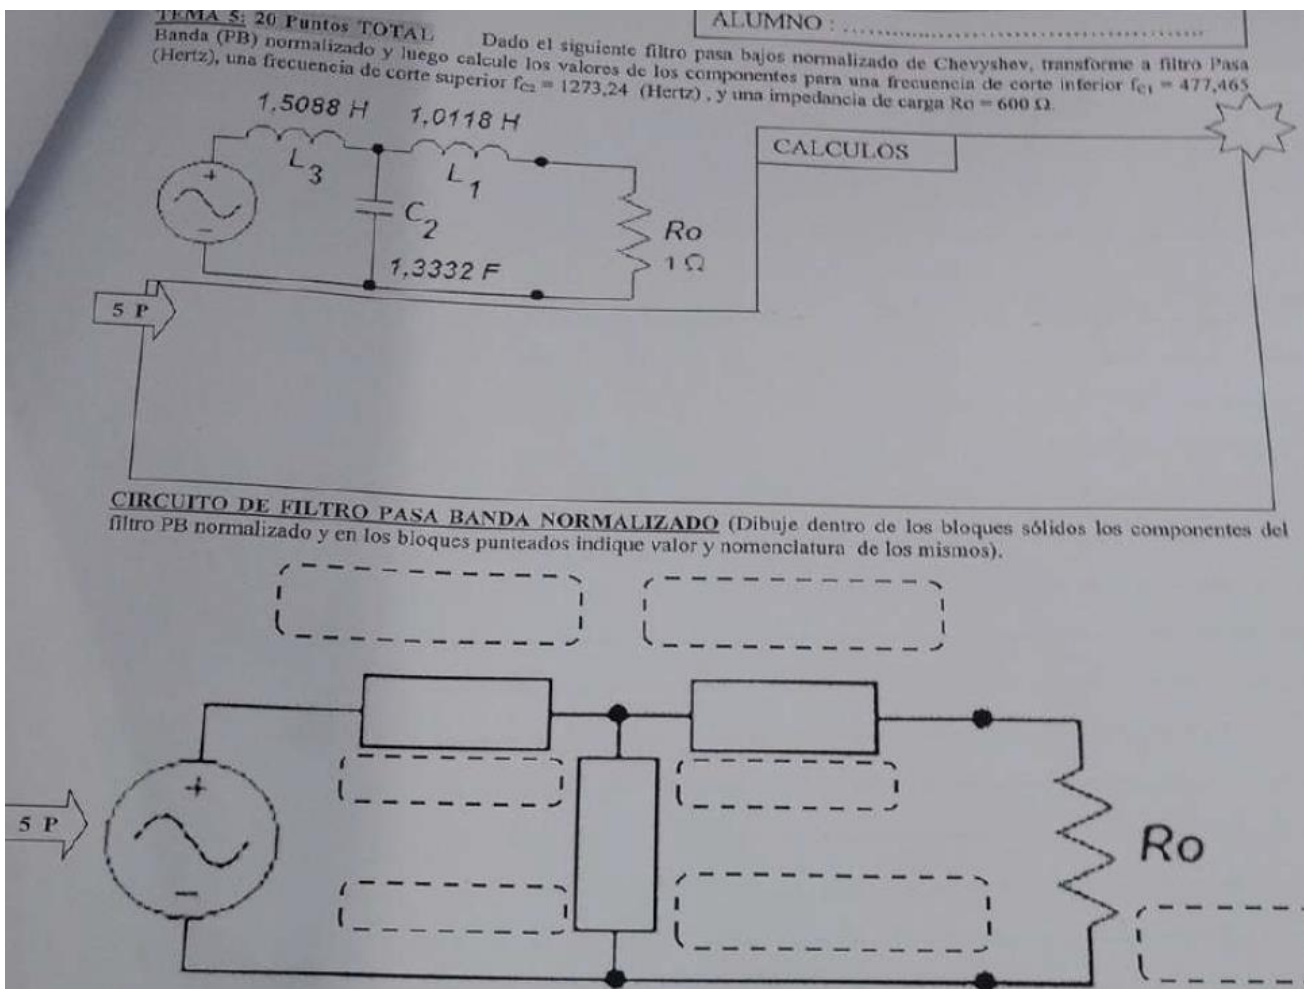 TEMA 5: 20 Puntos TOTAL
ALUMNO : ........................................
Dado el siguiente filtro pasa bajos normalizado de Chevyshev, transforme a filtro Pasa
Banda (PB) normalizado y luego calcule los valores de los componentes para una frecuencia de corte inferior fC1 = 477,465
(Hertz), una frecuencia de corte superior fC2 = 1273,24 (Hertz) , y una impedancia de carga Ro = 600 Ω.
1,5088 H
1,0118 H
CALCULOS
L3
L1
+
−
C2
Ro
1 Ω
1,3332 F
5 P
CIRCUITO DE FILTRO PASA BANDA NORMALIZADO (Dibuje dentro de los bloques sólidos los componentes del
filtro PB normalizado y en los bloques punteados indique valor y nomenclatura de los mismos).
+
−
5 P
Ro